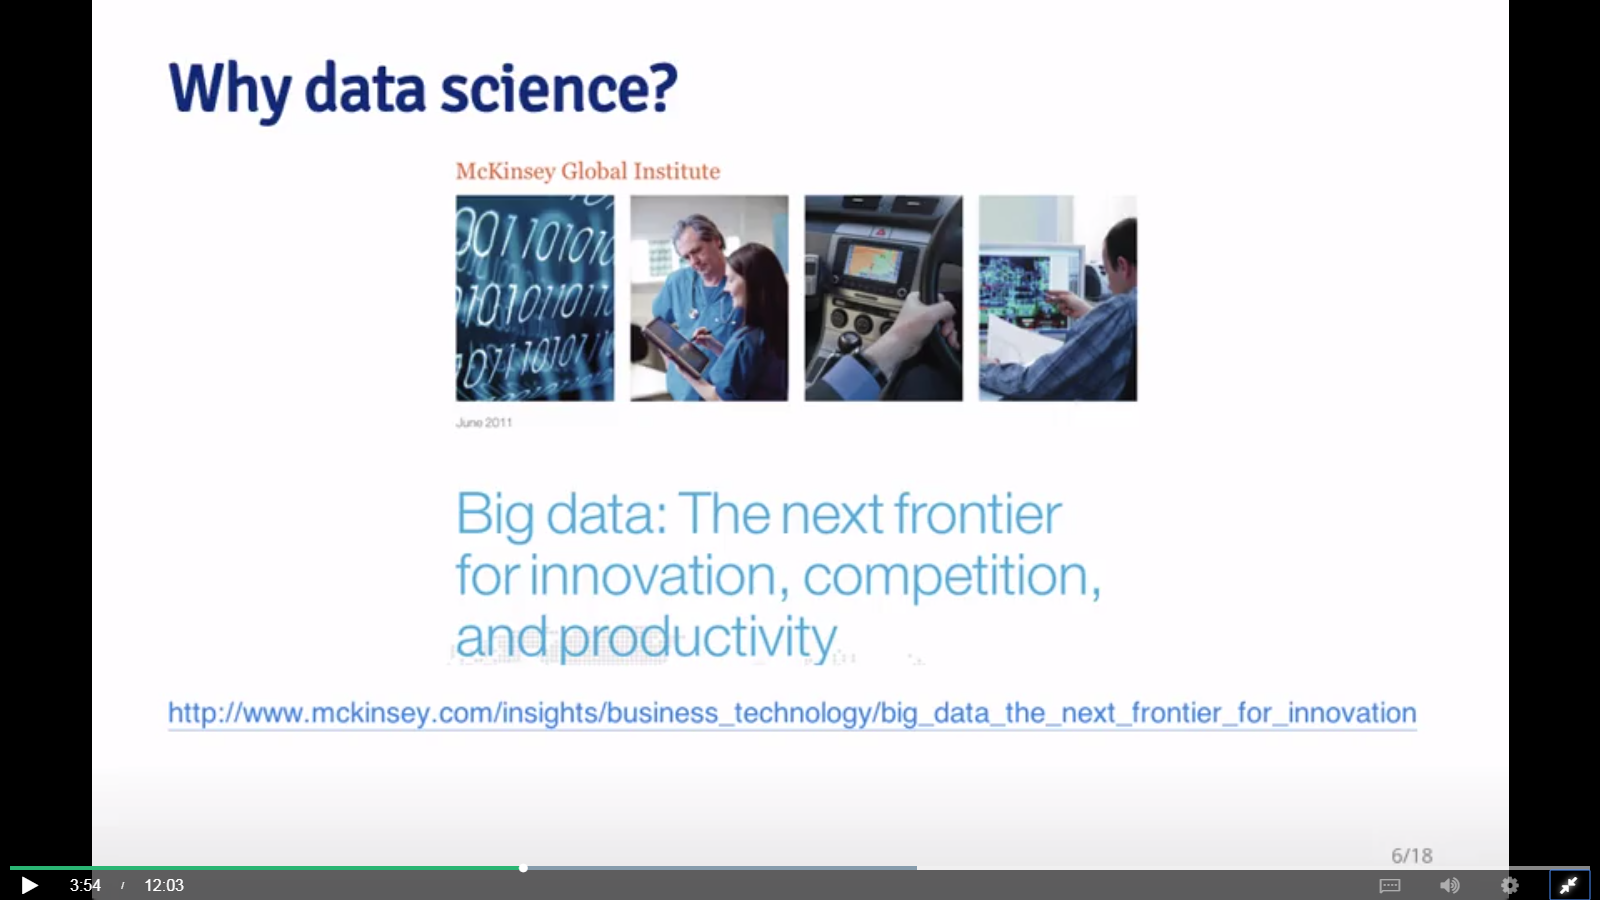 Why data science?
McKinsey Global Institute
June 2011
Big data: The next frontier
for innovation, competition,
and productivity
http://www.mckinsey.com/insights/business_technology/big_data_the_next_frontier_for_innovation
6/18
3:54 / 12:03